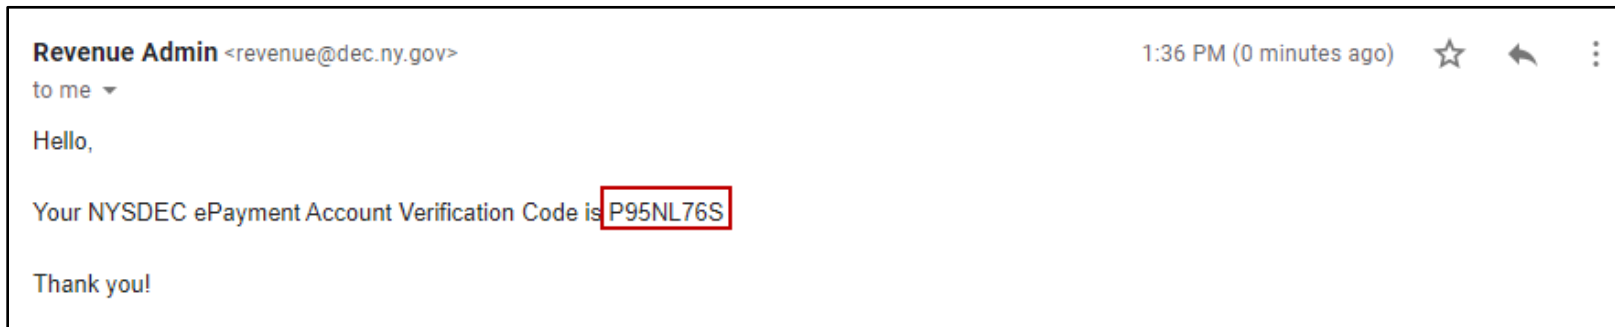 Revenue Admin <revenue@dec.ny.gov> 1:36 PM (0 minutes ago)
to me
Hello,
Your NYSDEC ePayment Account Verification Code is P95NL76S
Thank you!